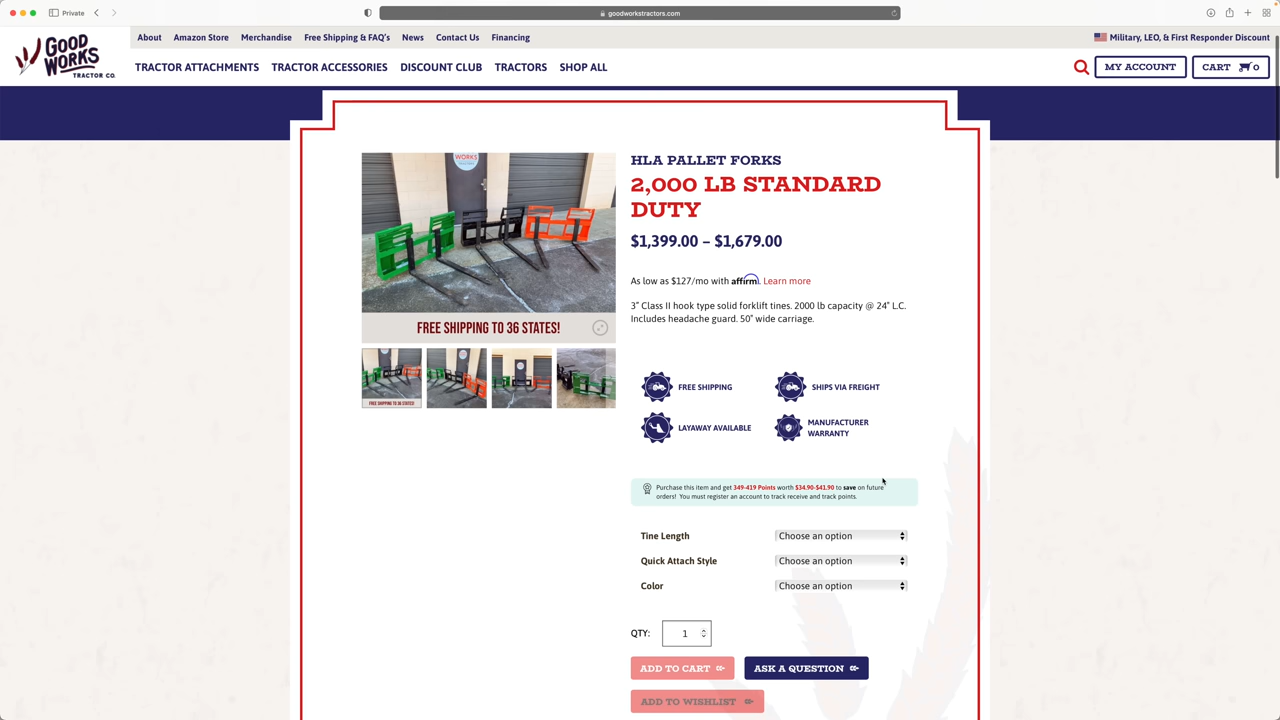 Private
goodworkstractors.com
GOOD
WORKS
TRACTOR CO.
About Amazon Store Merchandise Free Shipping & FAQ's News Contact Us Financing
Military, LEO, & First Responder Discount
TRACTOR ATTACHMENTS TRACTOR ACCESSORIES DISCOUNT CLUB TRACTORS SHOP ALL
MY ACCOUNT CART 0
WORKS
FREE SHIPPING TO 36 STATES!
FREE SHIPPING TO 36 STATES!
HLA PALLET FORKS
2,000 LB STANDARD
DUTY
$1,399.00 – $1,679.00
As low as $127/mo with affirm. Learn more
3" Class II hook type solid forklift tines. 2000 lb capacity @ 24" L.C.
Includes headache guard. 50" wide carriage.
FREE SHIPPING SHIPS VIA FREIGHT
LAYAWAY AVAILABLE MANUFACTURER
WARRANTY
Purchase this item and get 349-419 Points worth $34.90-$41.90 to save on future
orders! You must register an account to track receive and track points.
Tine Length Choose an option
Quick Attach Style Choose an option
Color Choose an option
QTY: 1
ADD TO CART ASK A QUESTION
ADD TO WISHLIST